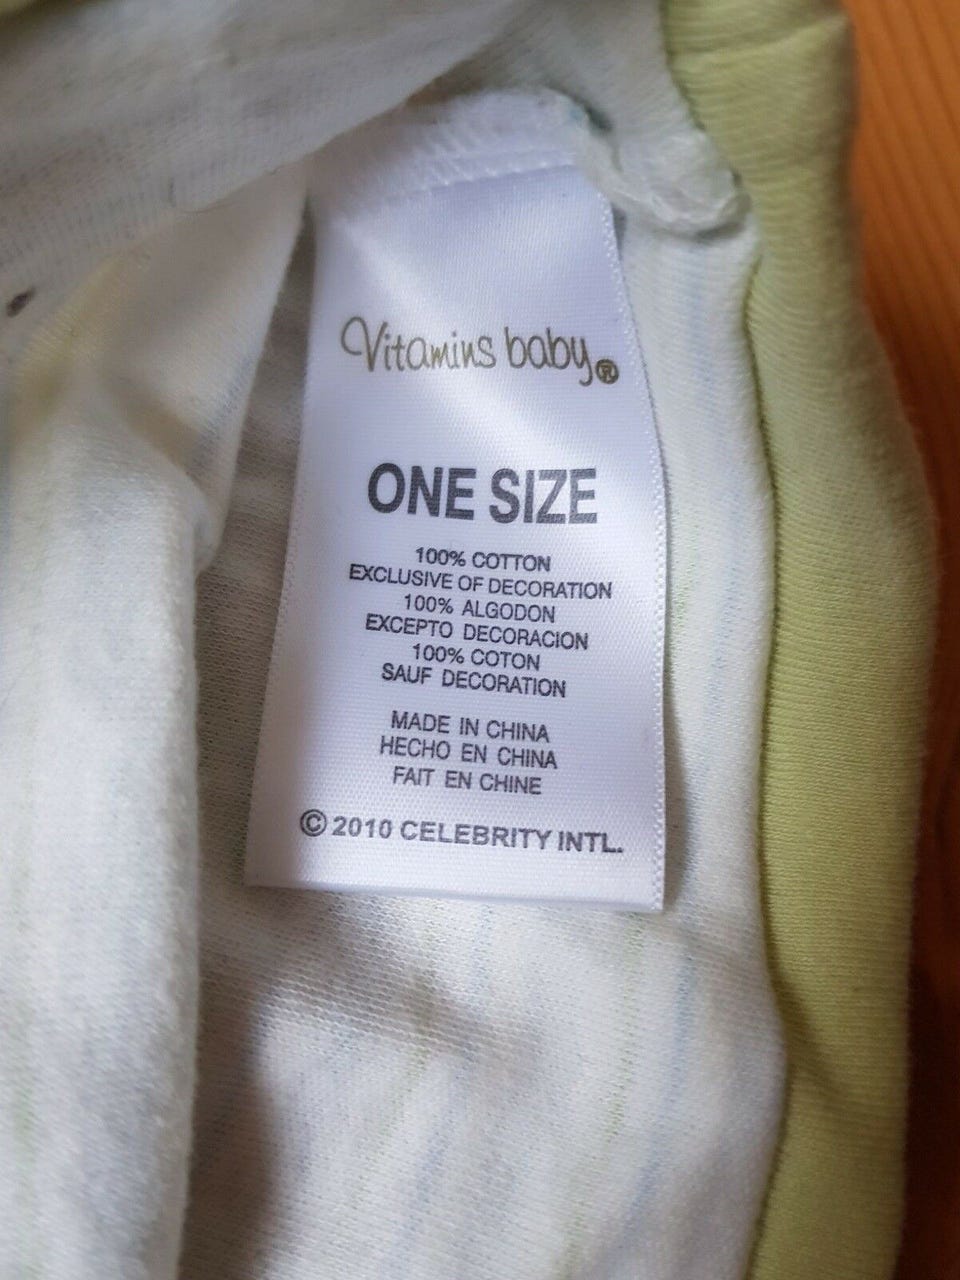 Vitamins baby®
ONE SIZE
100% COTTON
EXCLUSIVE OF DECORATION
100% ALGODON
EXCEPTO DECORACION
100% COTON
SAUF DECORATION
MADE IN CHINA
HECHO EN CHINA
FAIT EN CHINE
© 2010 CELEBRITY INTL.